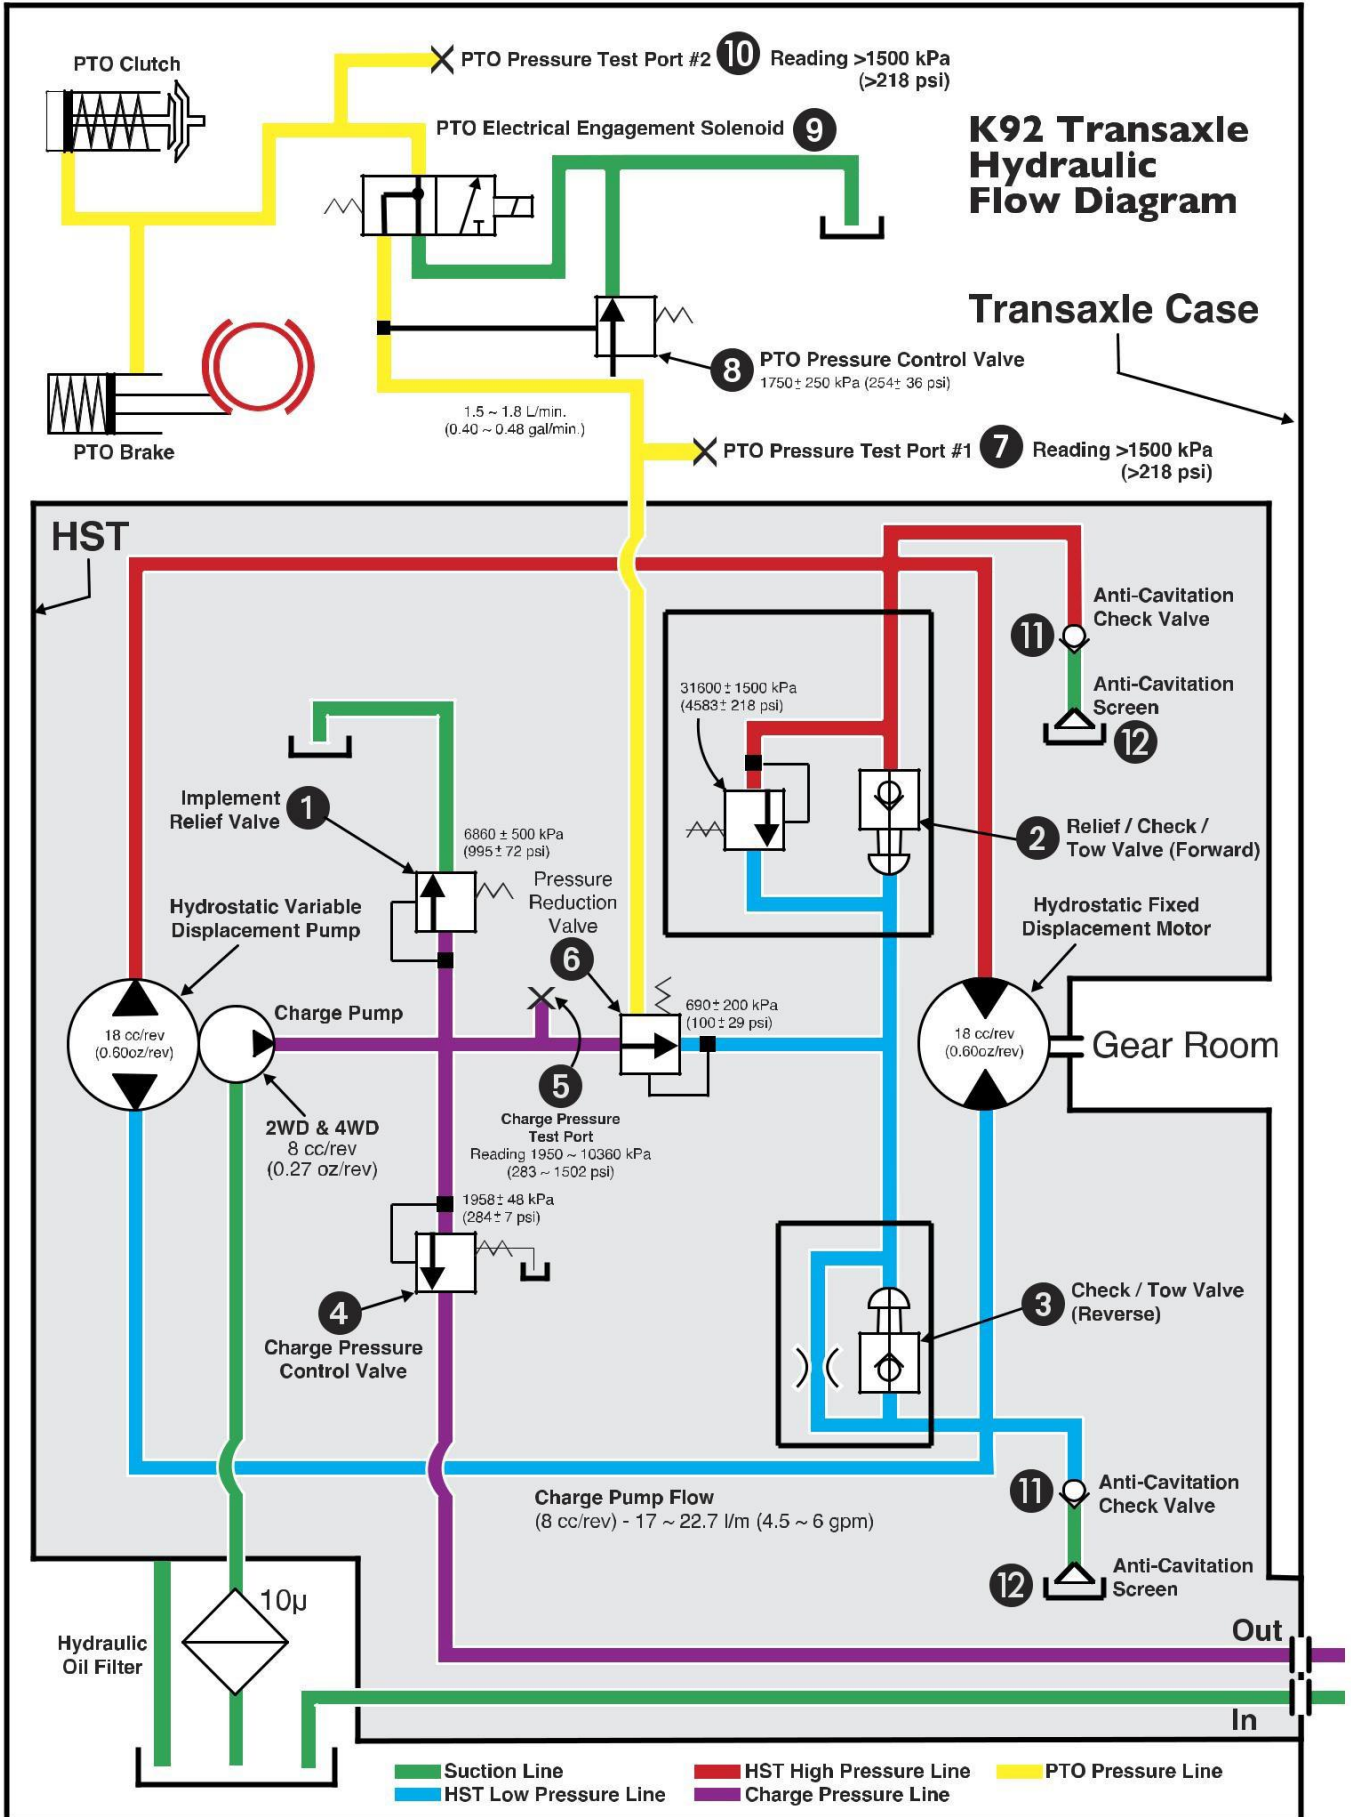 PTO Clutch
PTO Pressure Test Port #2 10 Reading >1500 kPa
(>218 psi)
PTO Electrical Engagement Solenoid 9
K92 Transaxle
Hydraulic
Flow Diagram
Transaxle Case
8 PTO Pressure Control Valve
1750± 250 kPa (254± 36 psi)
1.5 ~ 1.8 L/min.
(0.40 ~ 0.48 gal/min.)
PTO Brake
PTO Pressure Test Port #1 7 Reading >1500 kPa
(>218 psi)
HST
Anti-Cavitation
Check Valve
11
Anti-Cavitation
Screen
12
31600± 1500 kPa
(4583± 218 psi)
Implement
Relief Valve
1
6860 ± 500 kPa
(995± 72 psi)
2 Relief / Check /
Tow Valve (Forward)
Pressure
Reduction
Valve
6
Hydrostatic Variable
Displacement Pump
Hydrostatic Fixed
Displacement Motor
18 cc/rev
(0.60oz/rev)
Charge Pump
690± 200 kPa
(100± 29 psi)
18 cc/rev
(0.60oz/rev)
Gear Room
5
Charge Pressure
Test Port
Reading 1950 ~ 10360 kPa
(283 ~ 1502 psi)
2WD & 4WD
8 cc/rev
(0.27 oz/rev)
1958± 48 kPa
(284± 7 psi)
4
Charge Pressure
Control Valve
3 Check / Tow Valve
(Reverse)
Charge Pump Flow
(8 cc/rev) - 17 ~ 22.7 l/m (4.5 ~ 6 gpm)
11 Anti-Cavitation
Check Valve
12 Anti-Cavitation
Screen
10µ
Hydraulic
Oil Filter
Out
In
Suction Line
HST High Pressure Line
PTO Pressure Line
HST Low Pressure Line
Charge Pressure Line